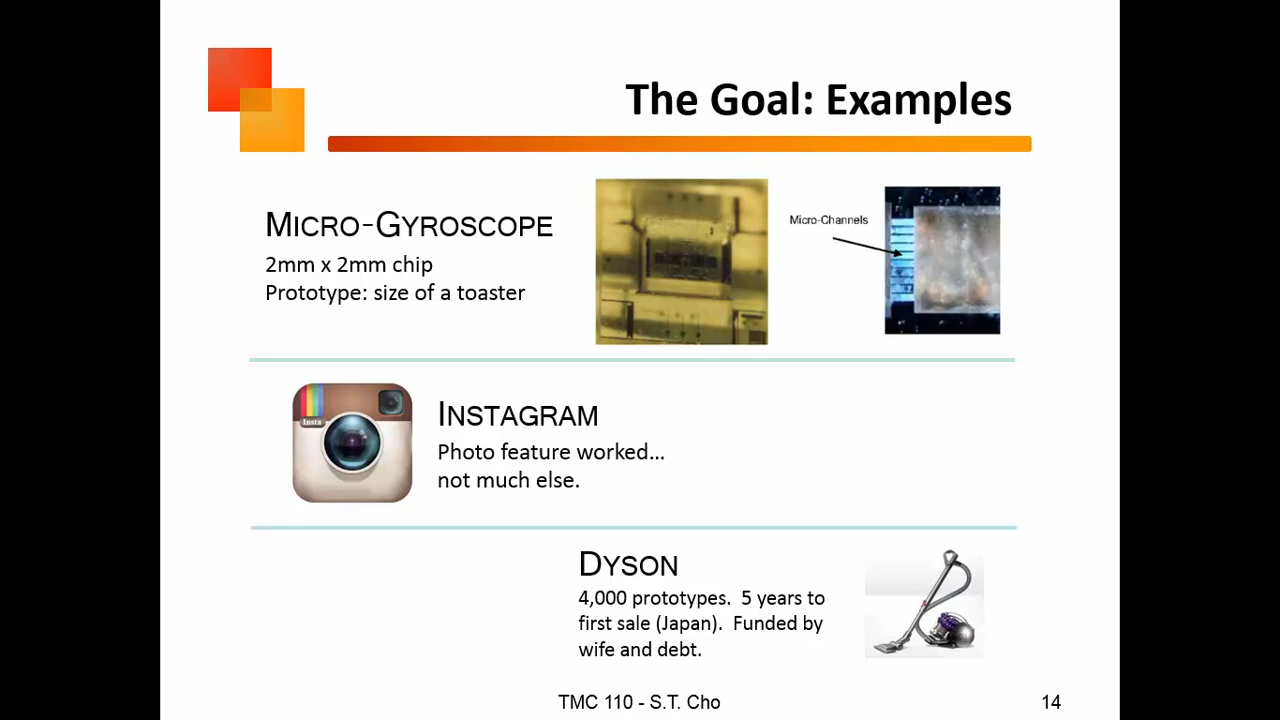 The Goal: Examples
MICRO-GYROSCOPE
2mm x 2mm chip
Prototype: size of a toaster
Micro-Channels
Insta
INSTAGRAM
Photo feature worked…
not much else.
DYSON
4,000 prototypes.  5 years to
first sale (Japan).  Funded by
wife and debt.
TMC 110 - S.T. Cho
14